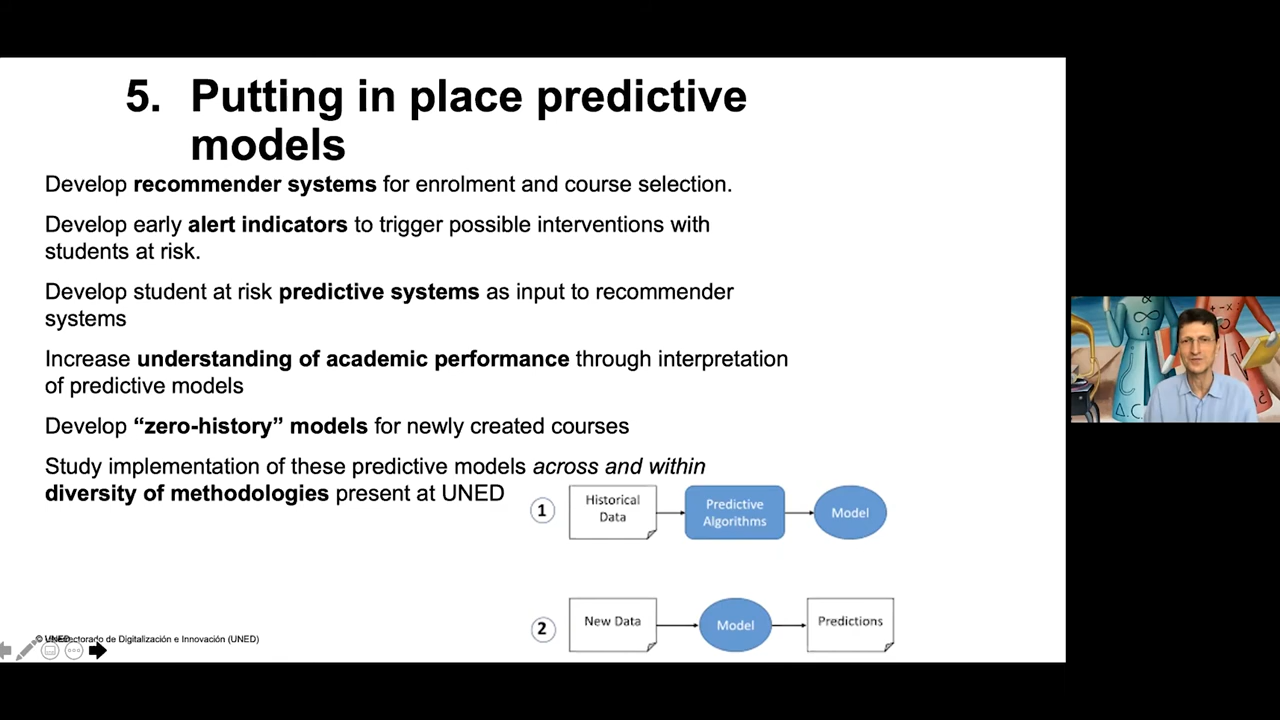 5. Putting in place predictive
models
Develop recommender systems for enrolment and course selection.
Develop early alert indicators to trigger possible interventions with
students at risk.
Develop student at risk predictive systems as input to recommender
systems
Increase understanding of academic performance through interpretation
of predictive models
Develop “zero-history” models for newly created courses
Study implementation of these predictive models across and within
diversity of methodologies present at UNED
1
Historical
Data
Predictive
Algorithms
Model
2
New Data
Model
Predictions
de Digitalización e Innovación (UNED)